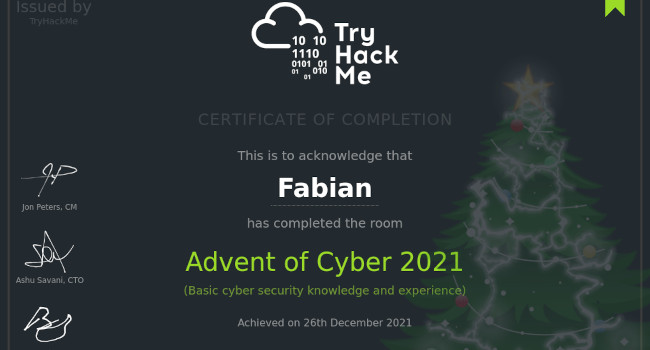 Issued by
TryHackMe
10 10
1110
0101 01
01 010
01
Try
Hack
Me
CERTIFICATE OF COMPLETION
This is to acknowledge that
Fabian
has completed the room
Advent of Cyber 2021
(Basic cyber security knowledge and experience)
Achieved on 26th December 2021
Jon Peters, CM
Ashu Savani, CTO